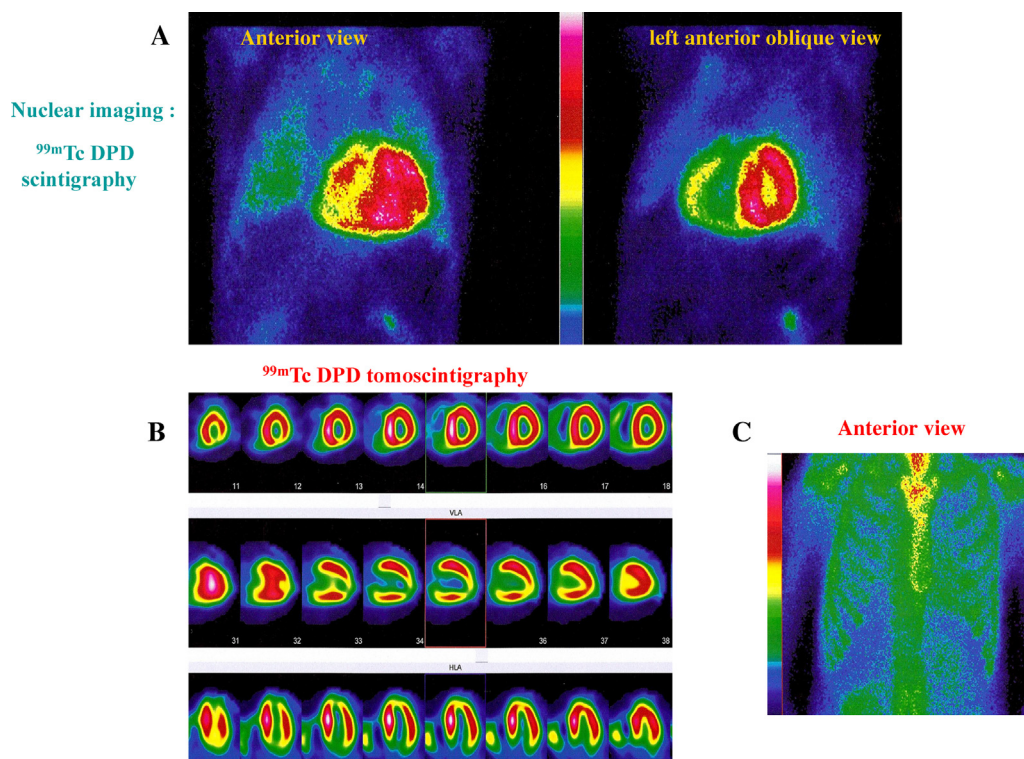 A
Anterior view
left anterior oblique view
Nuclear imaging :
99mTc DPD
scintigraphy
99mTc DPD tomoscintigraphy
B
11 12 13 14 16 17 18
VLA
31 32 33 34 36 37 38
HLA
C
Anterior view